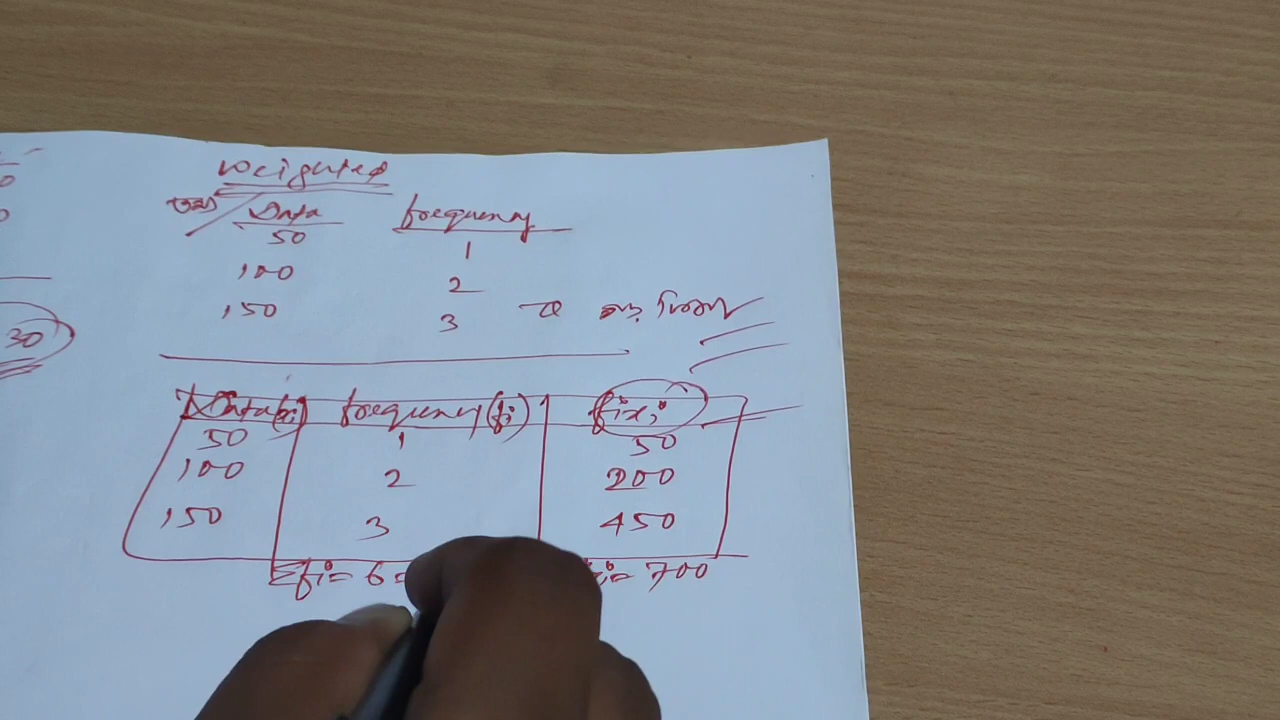 30
Weighted
Data frequency
50 1
100 2
150 3
Data(xi) frequency(fi) fixi
50 1 50
100 2 200
150 3 450
Σfi= 6= i= 700